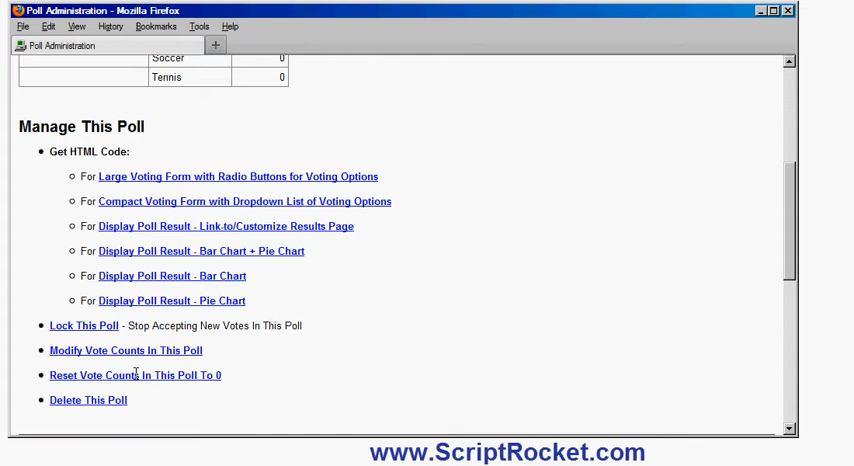 Poll Administration - Mozilla Firefox
File Edit View History Bookmarks Tools Help
Poll Administration +
Soccer 0
Tennis 0
Manage This Poll
Get HTML Code:
For Large Voting Form with Radio Buttons for Voting Options
For Compact Voting Form with Dropdown List of Voting Options
For Display Poll Result - Link-to/Customize Results Page
For Display Poll Result - Bar Chart + Pie Chart
For Display Poll Result - Bar Chart
For Display Poll Result - Pie Chart
Lock This Poll - Stop Accepting New Votes In This Poll
Modify Vote Counts In This Poll
Reset Vote Counts In This Poll To 0
Delete This Poll
www.ScriptRocket.com